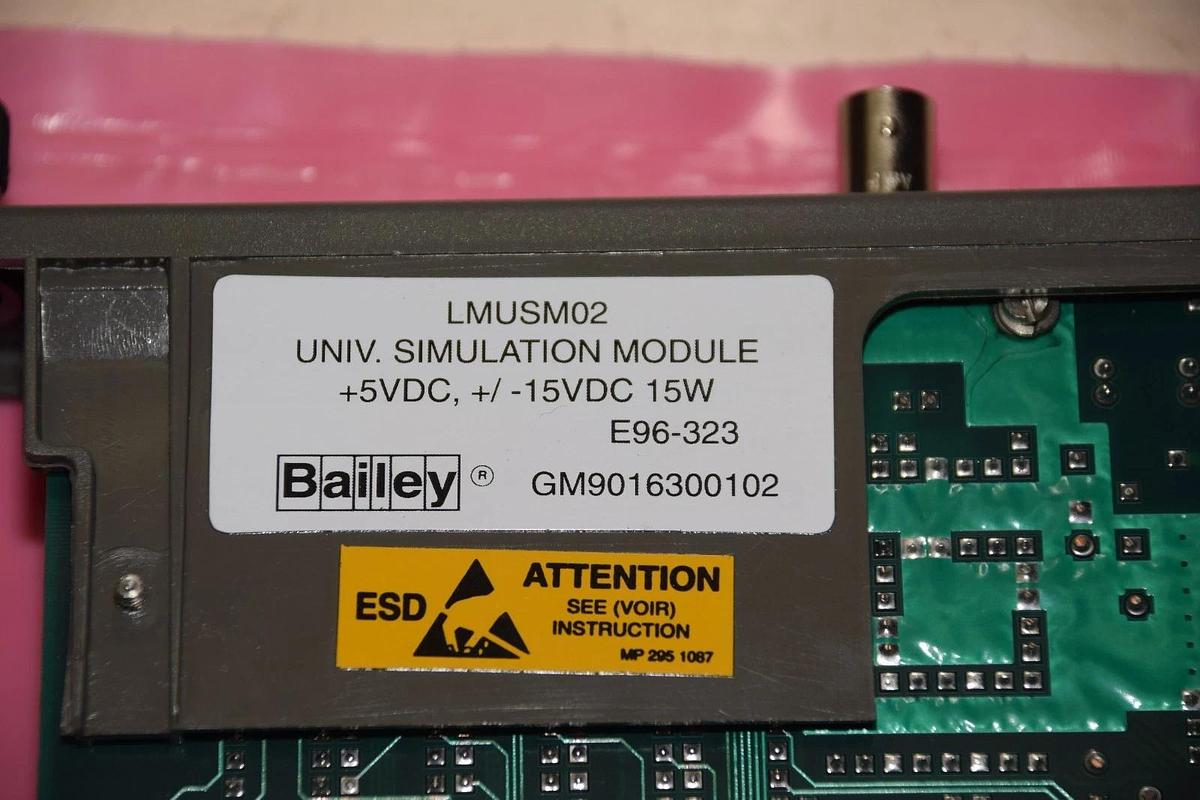 LMUSM02
UNIV. SIMULATION MODULE
+5VDC, +/ -15VDC 15W
E96-323
Bailey ® GM9016300102
ESD
ATTENTION
SEE (VOIR)
INSTRUCTION
MP 295 1087